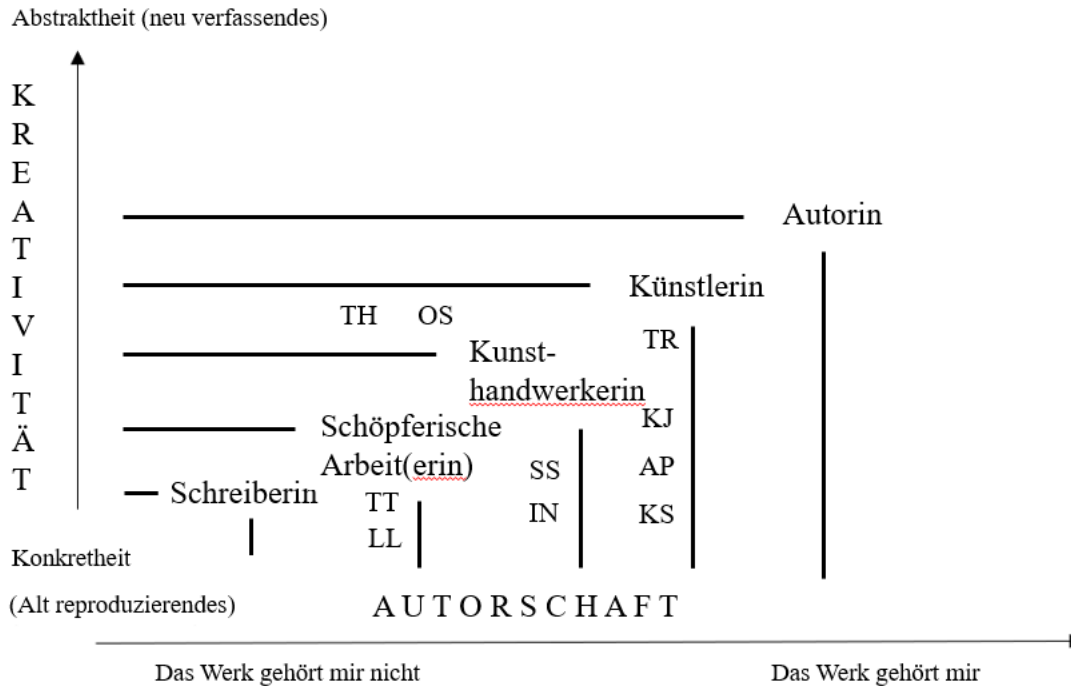 Abstraktheit (neu verfassendes)
KREATIVITÄT
Autorin
Künstlerin
TH OS
TR
Kunst-
handwerkerin
KJ
Schöpferische
Arbeit(erin)
SS
AP
Schreiberin
TT
IN
KS
LL
Konkretheit
(Alt reproduzierendes)
AUTORSCHAFT
Das Werk gehört mir nicht
Das Werk gehört mir